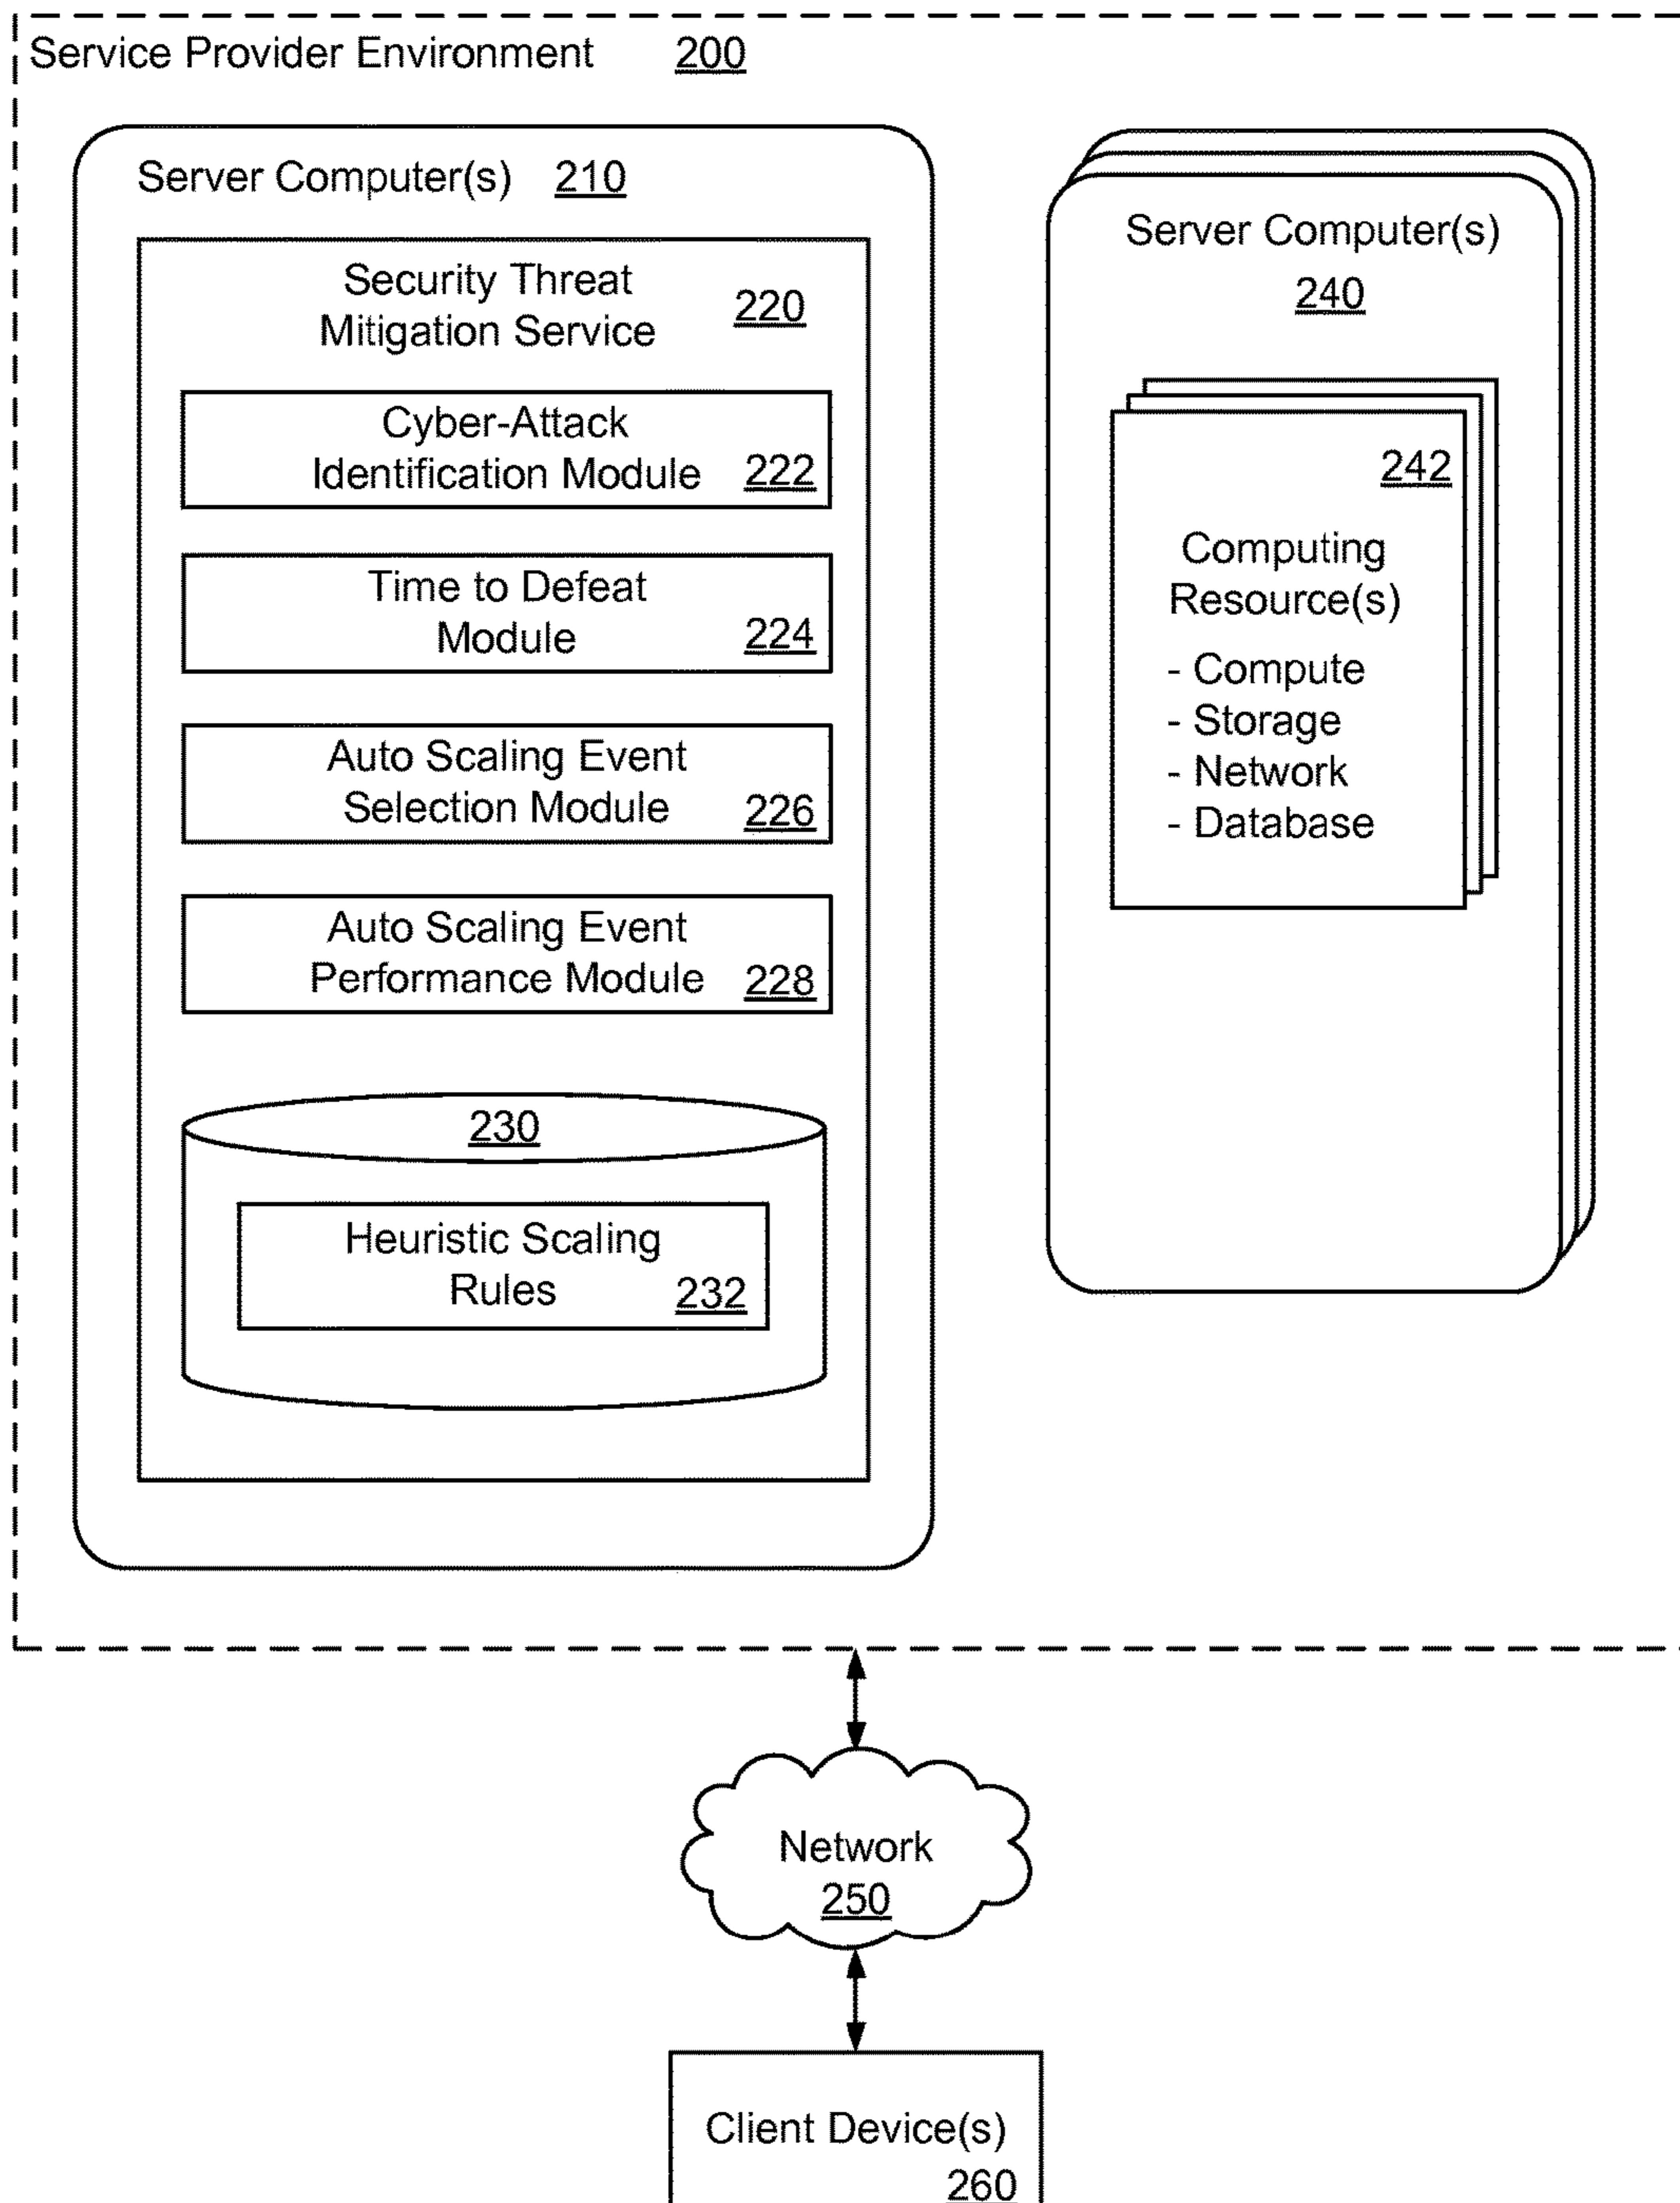 Service Provider Environment 200
Server Computer(s) 210
Security Threat
Mitigation Service 220
Cyber-Attack
Identification Module 222
Time to Defeat
Module 224
Auto Scaling Event
Selection Module 226
Auto Scaling Event
Performance Module 228
230
Heuristic Scaling
Rules 232
Server Computer(s)
240
242
Computing
Resource(s)
- Compute
- Storage
- Network
- Database
Network
250
Client Device(s)
260